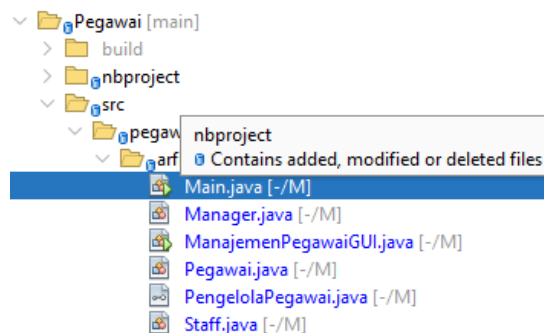 Pegawai [main]
build
nbproject
src
pegaw
nbproject
Contains added, modified or deleted files
arf
Main.java [-/M]
Manager.java [-/M]
ManajemenPegawaiGUI.java [-/M]
Pegawai.java [-/M]
PengelolaPegawai.java [-/M]
Staff.java [-/M]